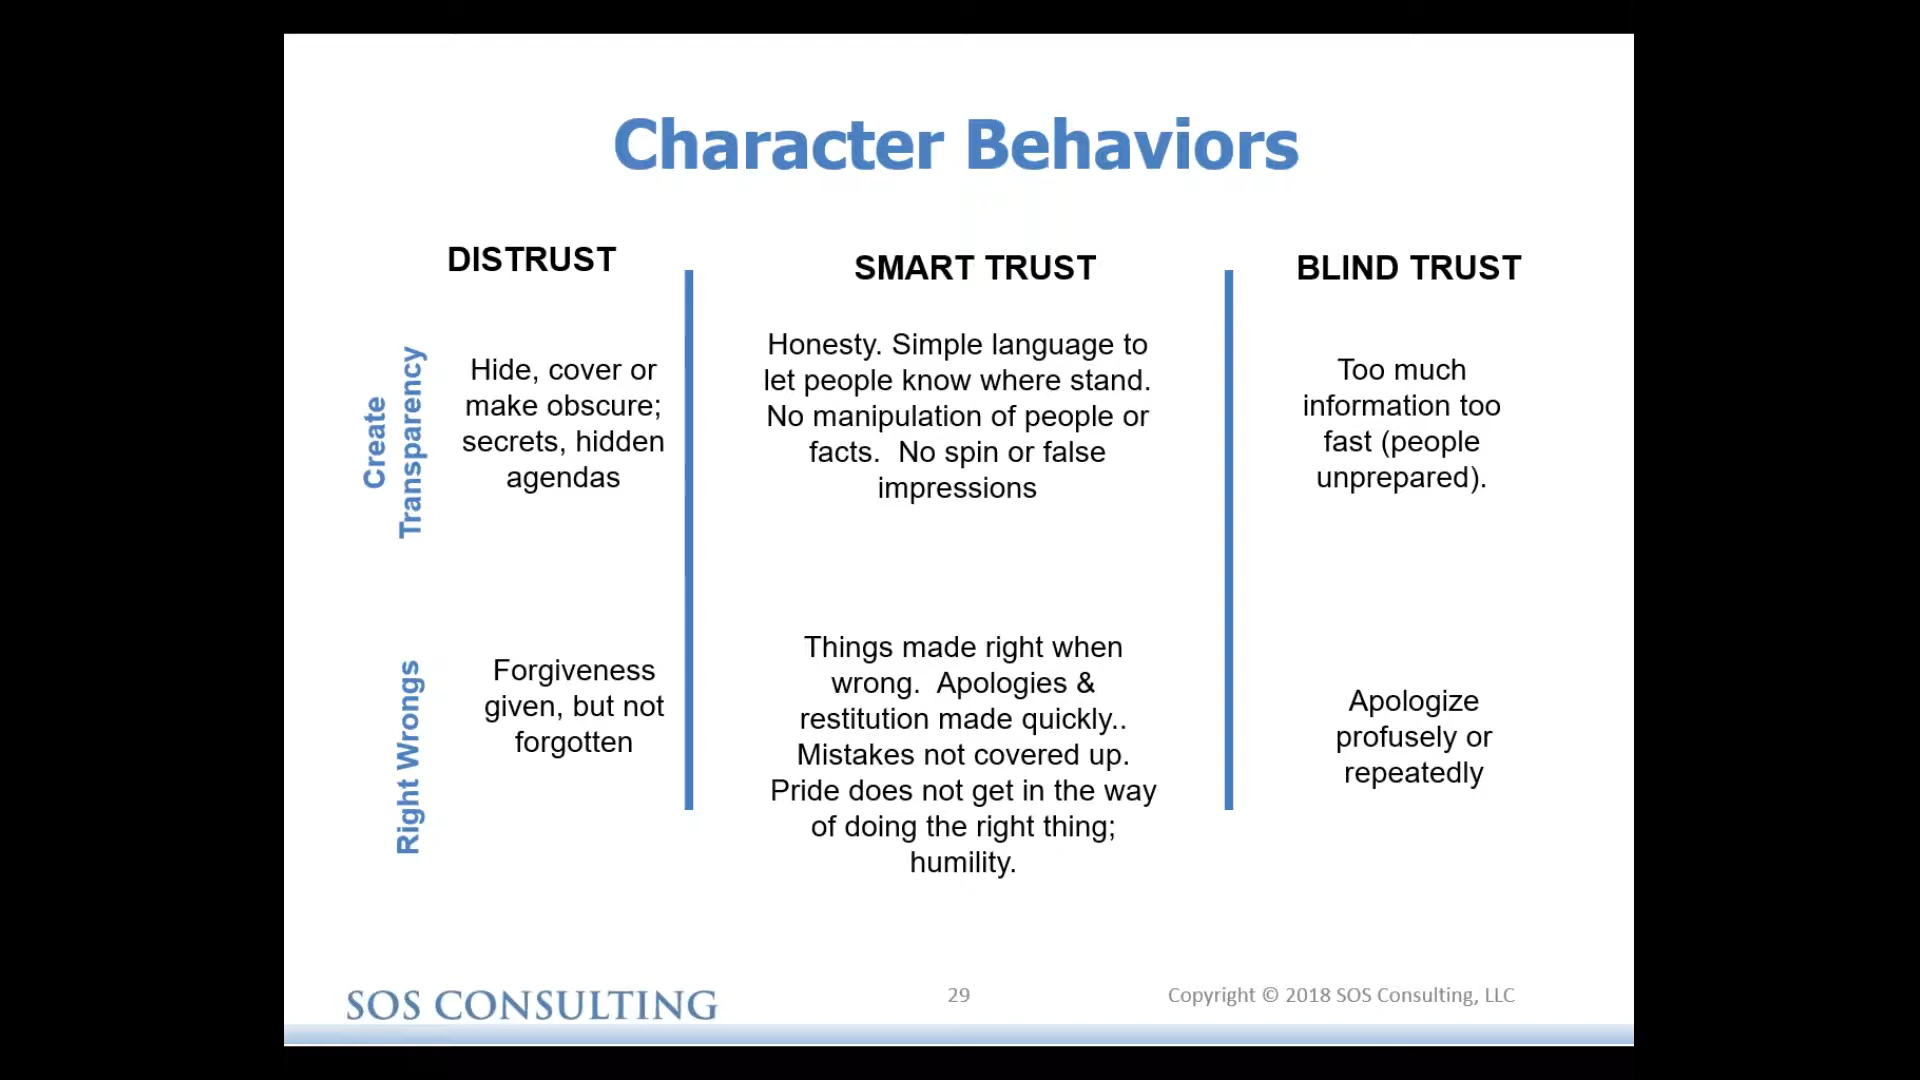 Character Behaviors
DISTRUST
SMART TRUST
BLIND TRUST
Create
Transparency
Hide, cover or
make obscure;
secrets, hidden
agendas
Honesty. Simple language to
let people know where stand.
No manipulation of people or
facts.  No spin or false
impressions
Too much
information too
fast (people
unprepared).
Right Wrongs
Forgiveness
given, but not
forgotten
Things made right when
wrong.  Apologies &
restitution made quickly..
Mistakes not covered up.
Pride does not get in the way
of doing the right thing;
humility.
Apologize
profusely or
repeatedly
SOS CONSULTING
29
Copyright © 2018 SOS Consulting, LLC